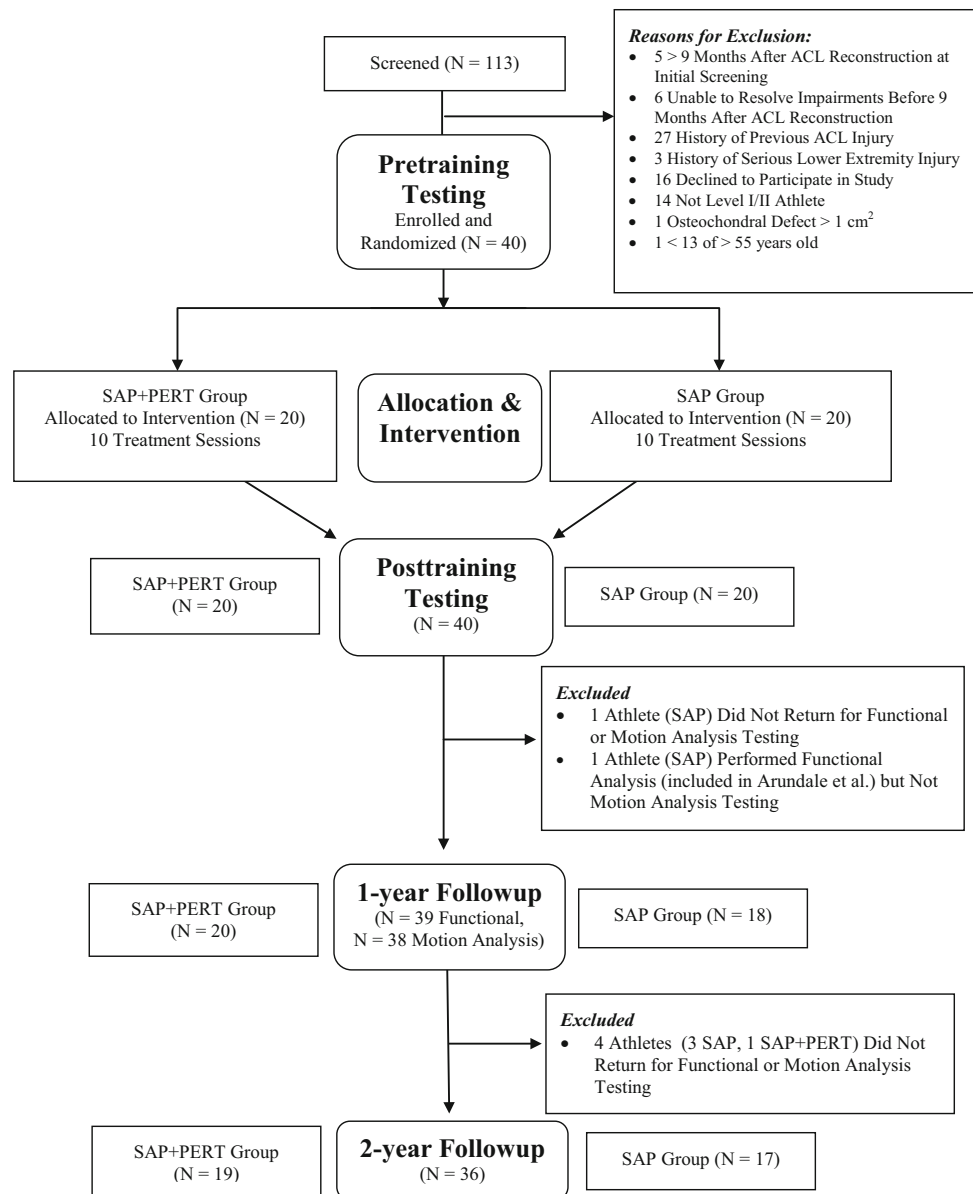 Screened (N = 113)
Reasons for Exclusion:
• 5 > 9 Months After ACL Reconstruction at
Initial Screening
• 6 Unable to Resolve Impairments Before 9
Months After ACL Reconstruction
• 27 History of Previous ACL Injury
• 3 History of Serious Lower Extremity Injury
• 16 Declined to Participate in Study
• 14 Not Level I/II Athlete
• 1 Osteochondral Defect > 1 cm²
• 1 < 13 of > 55 years old
Pretraining
Testing
Enrolled and
Randomized (N = 40)
SAP+PERT Group
Allocated to Intervention (N = 20)
10 Treatment Sessions
Allocation &
Intervention
SAP Group
Allocated to Intervention (N = 20)
10 Treatment Sessions
SAP+PERT Group
(N = 20)
Posttraining
Testing
(N = 40)
SAP Group (N = 20)
Excluded
• 1 Athlete (SAP) Did Not Return for Functional
or Motion Analysis Testing
• 1 Athlete (SAP) Performed Functional
Analysis (included in Arundale et al.) but Not
Motion Analysis Testing
SAP+PERT Group
(N = 20)
1-year Followup
(N = 39 Functional,
N = 38 Motion Analysis)
SAP Group (N = 18)
Excluded
• 4 Athletes (3 SAP, 1 SAP+PERT) Did Not
Return for Functional or Motion Analysis
Testing
SAP+PERT Group
(N = 19)
2-year Followup
(N = 36)
SAP Group (N = 17)